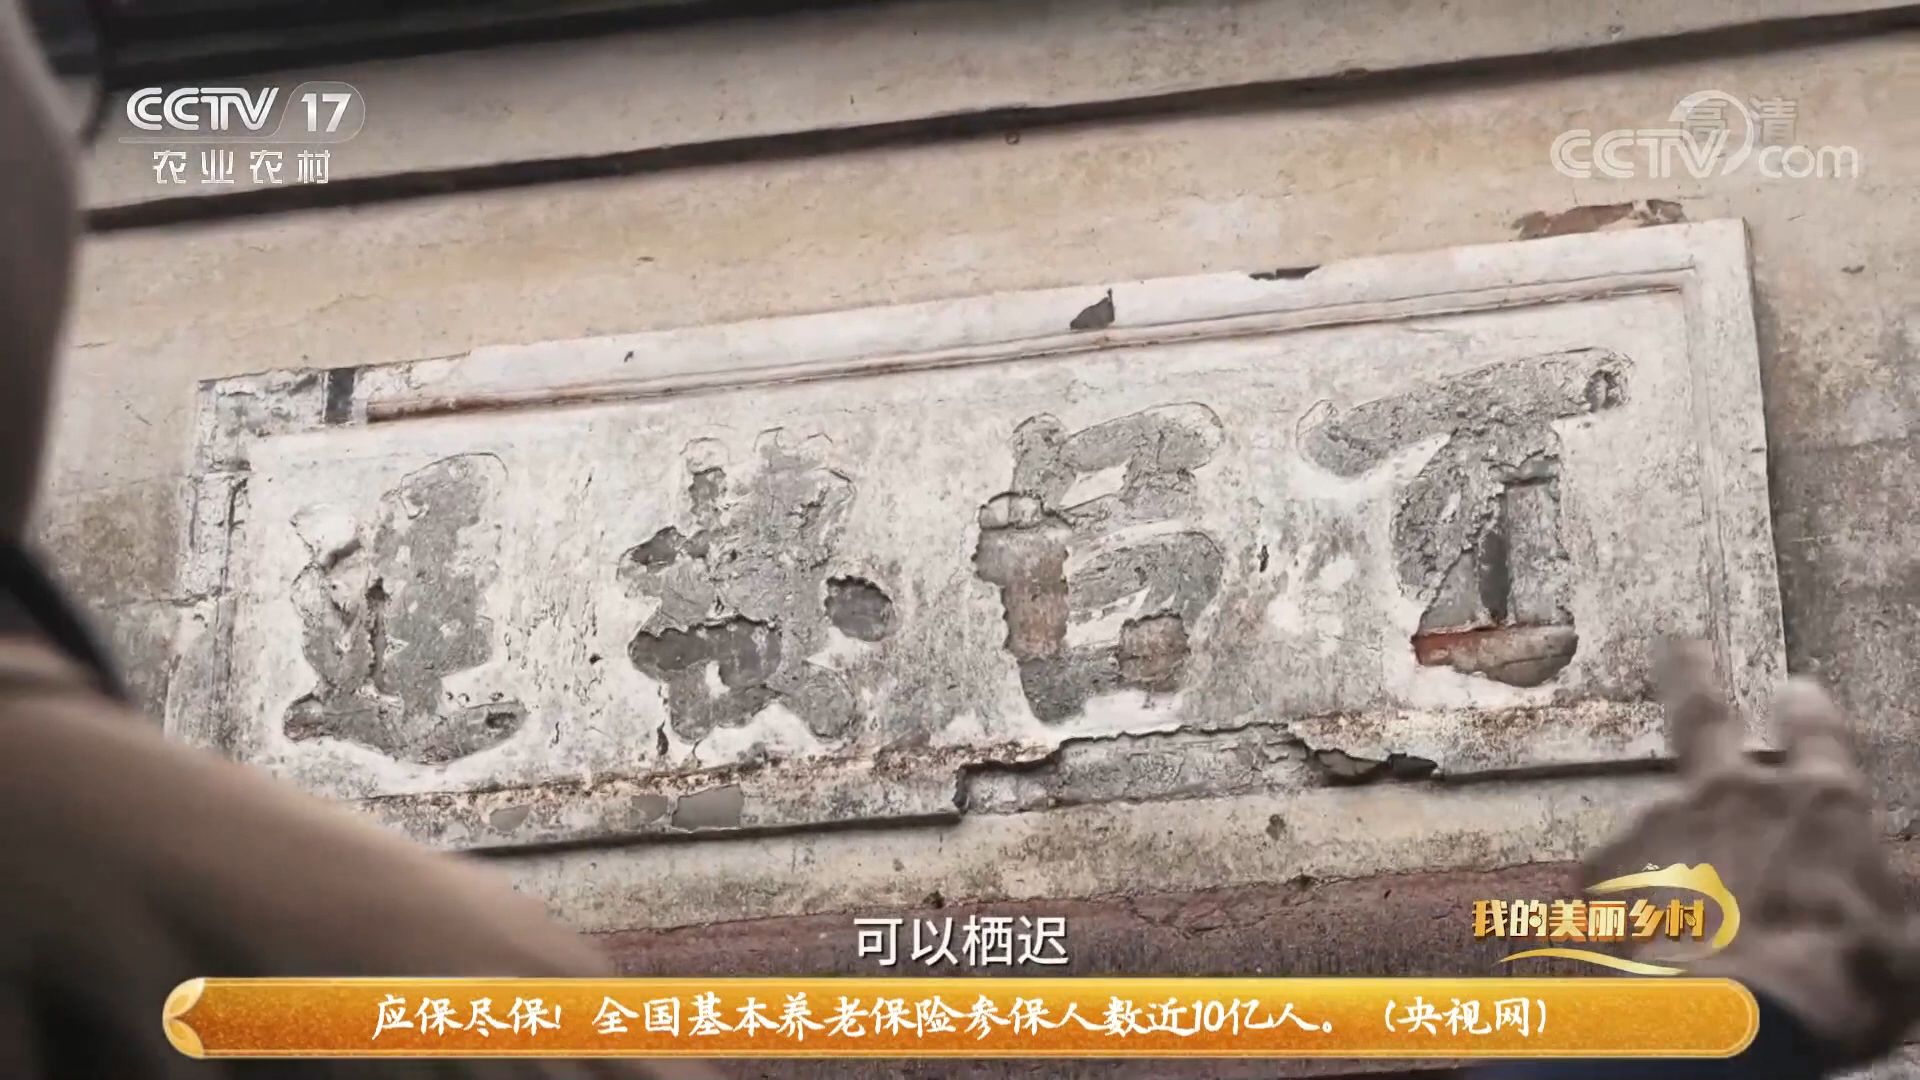 CCTV 17
农业农村
高清
CCTV.com
可以栖迟
我的美丽乡村
应保尽保！全国基本养老保险参保人数近10亿人。（央视网）